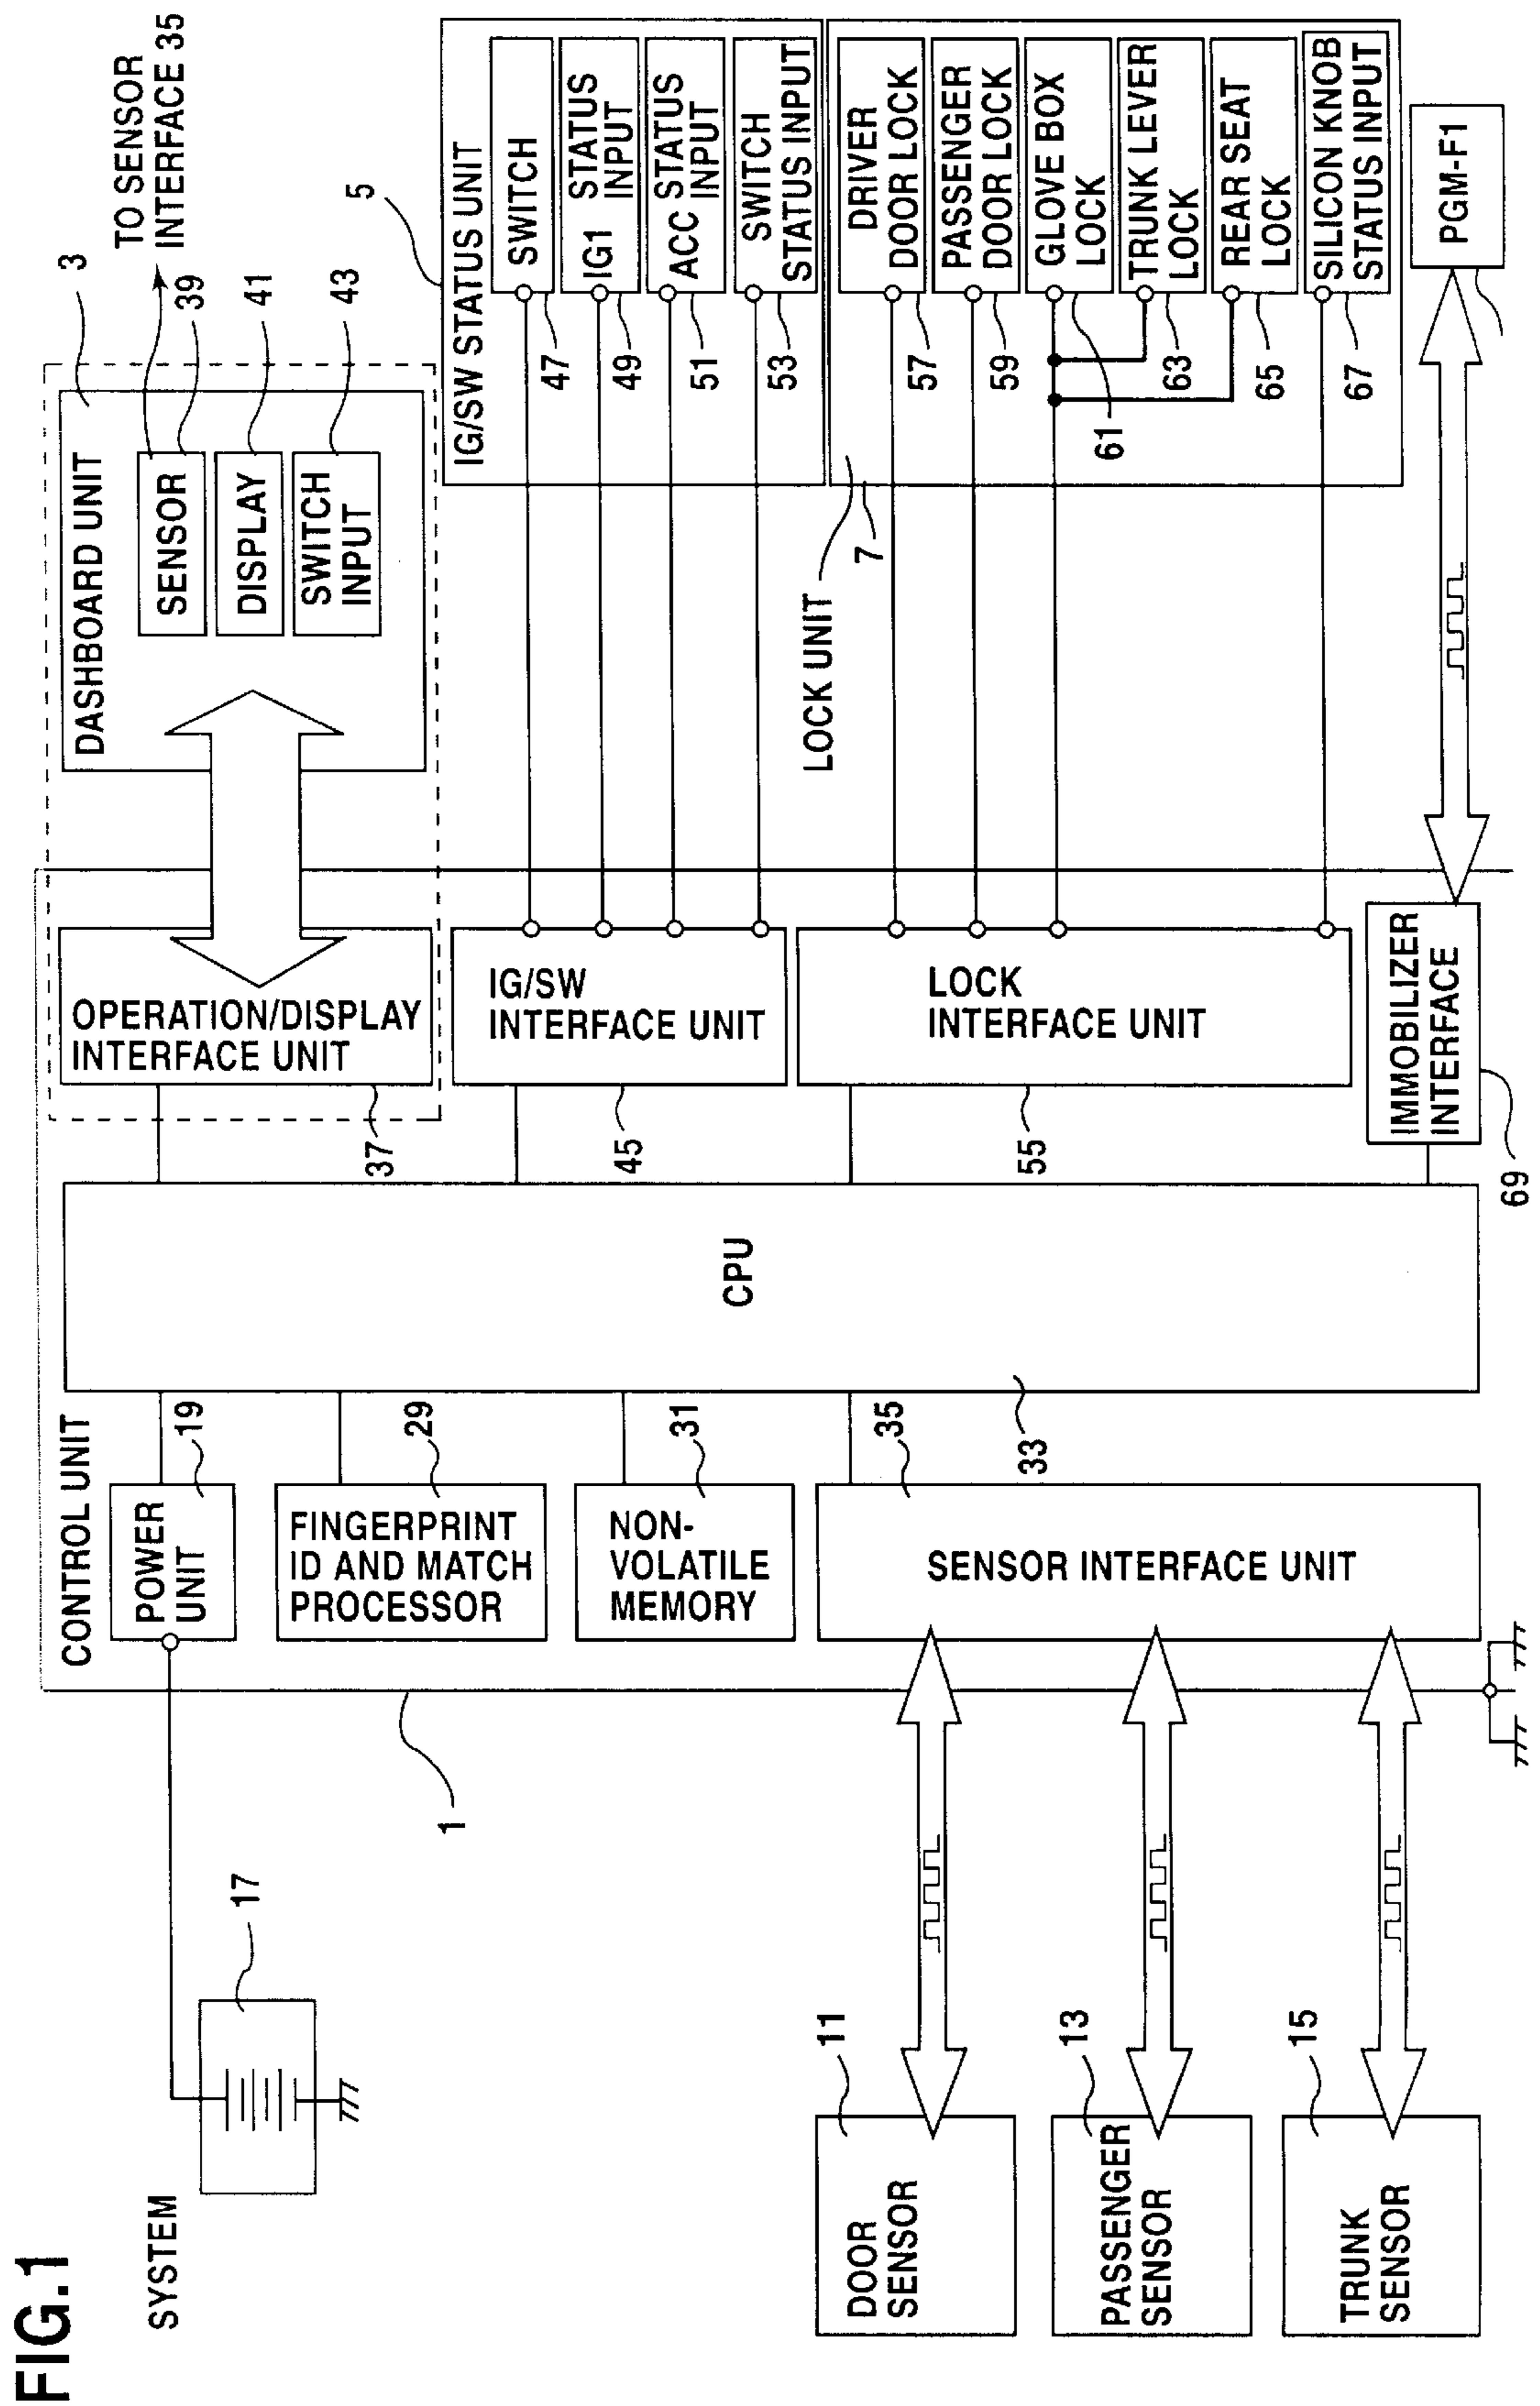 FIG.1
SYSTEM
17
CONTROL UNIT
1
POWER
UNIT
19
FINGERPRINT
ID AND MATCH
PROCESSOR
29
NON-
VOLATILE
MEMORY
31
SENSOR INTERFACE UNIT
35
DOOR
SENSOR
11
PASSENGER
SENSOR
13
TRUNK
SENSOR
15
CPU
33
OPERATION/DISPLAY
INTERFACE UNIT
37
IG/SW
INTERFACE UNIT
45
LOCK
INTERFACE UNIT
55
IMMOBILIZER
INTERFACE
69
DASHBOARD UNIT
3
SENSOR
39
DISPLAY
41
SWITCH
INPUT
43
TO SENSOR
INTERFACE 35
IG/SW STATUS UNIT
5
SWITCH
47
IG1 STATUS
INPUT
49
ACC STATUS
INPUT
51
SWITCH
STATUS INPUT
53
LOCK UNIT
7
DRIVER
DOOR LOCK
57
PASSENGER
DOOR LOCK
59
GLOVE BOX
LOCK
61
TRUNK LEVER
LOCK
63
REAR SEAT
LOCK
65
SILICON KNOB
STATUS INPUT
67
PGM-F1